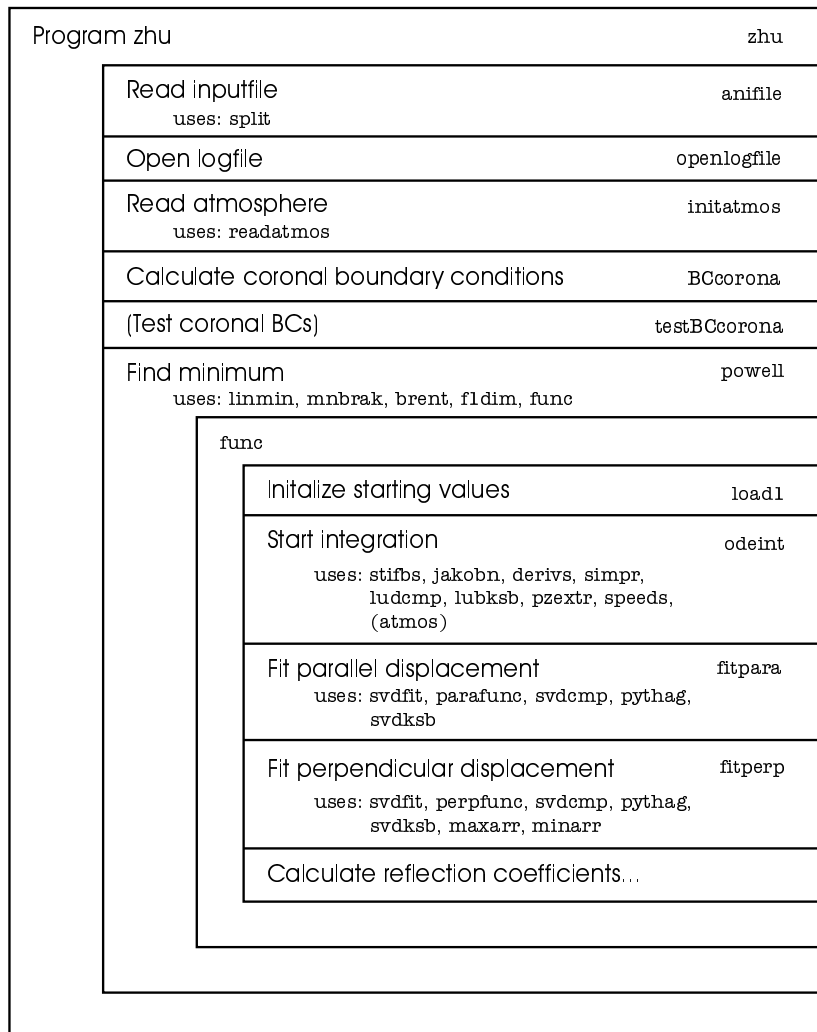 Program zhu zhu
Read inputfile anifile
uses: split
Open logfile openlogfile
Read atmosphere initatmos
uses: readatmos
Calculate coronal boundary conditions BCcorona
(Test coronal BCs) testBCcorona
Find minimum powell
uses: linmin, mnbrak, brent, f1dim, func
func
Initalize starting values load1
Start integration odeint
uses: stifbs, jakobn, derivs, simpr,
ludcmp, lubksb, pzextr, speeds,
(atmos)
Fit parallel displacement fitpara
uses: svdfit, parafunc, svdcmp, pythag,
svdksb
Fit perpendicular displacement fitperp
uses: svdfit, perpfunc, svdcmp, pythag,
svdksb, maxarr, minarr
Calculate reflection coefficients...